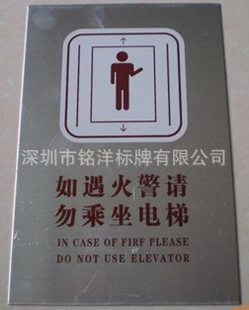 深圳市铭洋标牌有限公司
如遇火警请
勿乘坐电梯
IN CASE OF FIRF PLEASE
DO NOT USE ELEVATOR